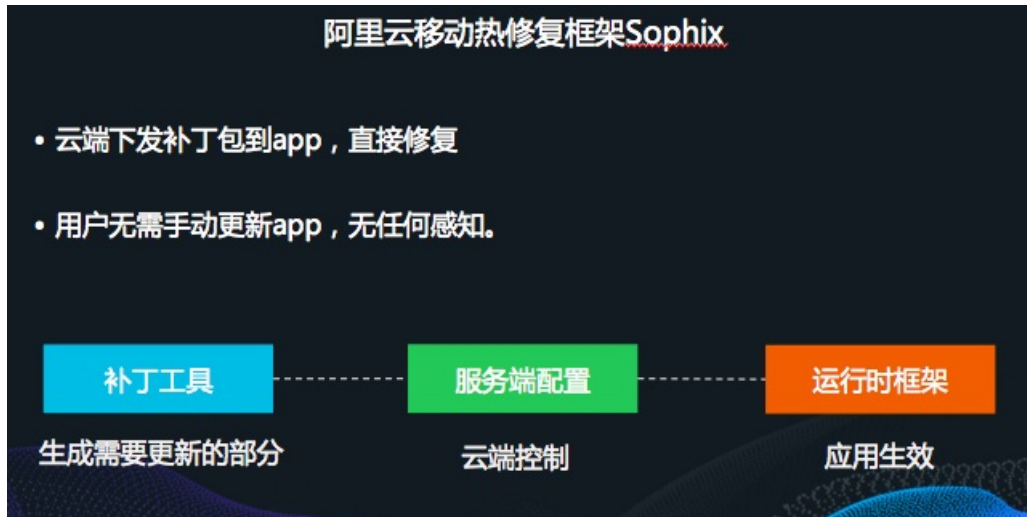 阿里云移动热修复框架Sophix
• 云端下发补丁包到app，直接修复
• 用户无需手动更新app，无任何感知。
补丁工具
服务端配置
运行时框架
生成需要更新的部分
云端控制
应用生效